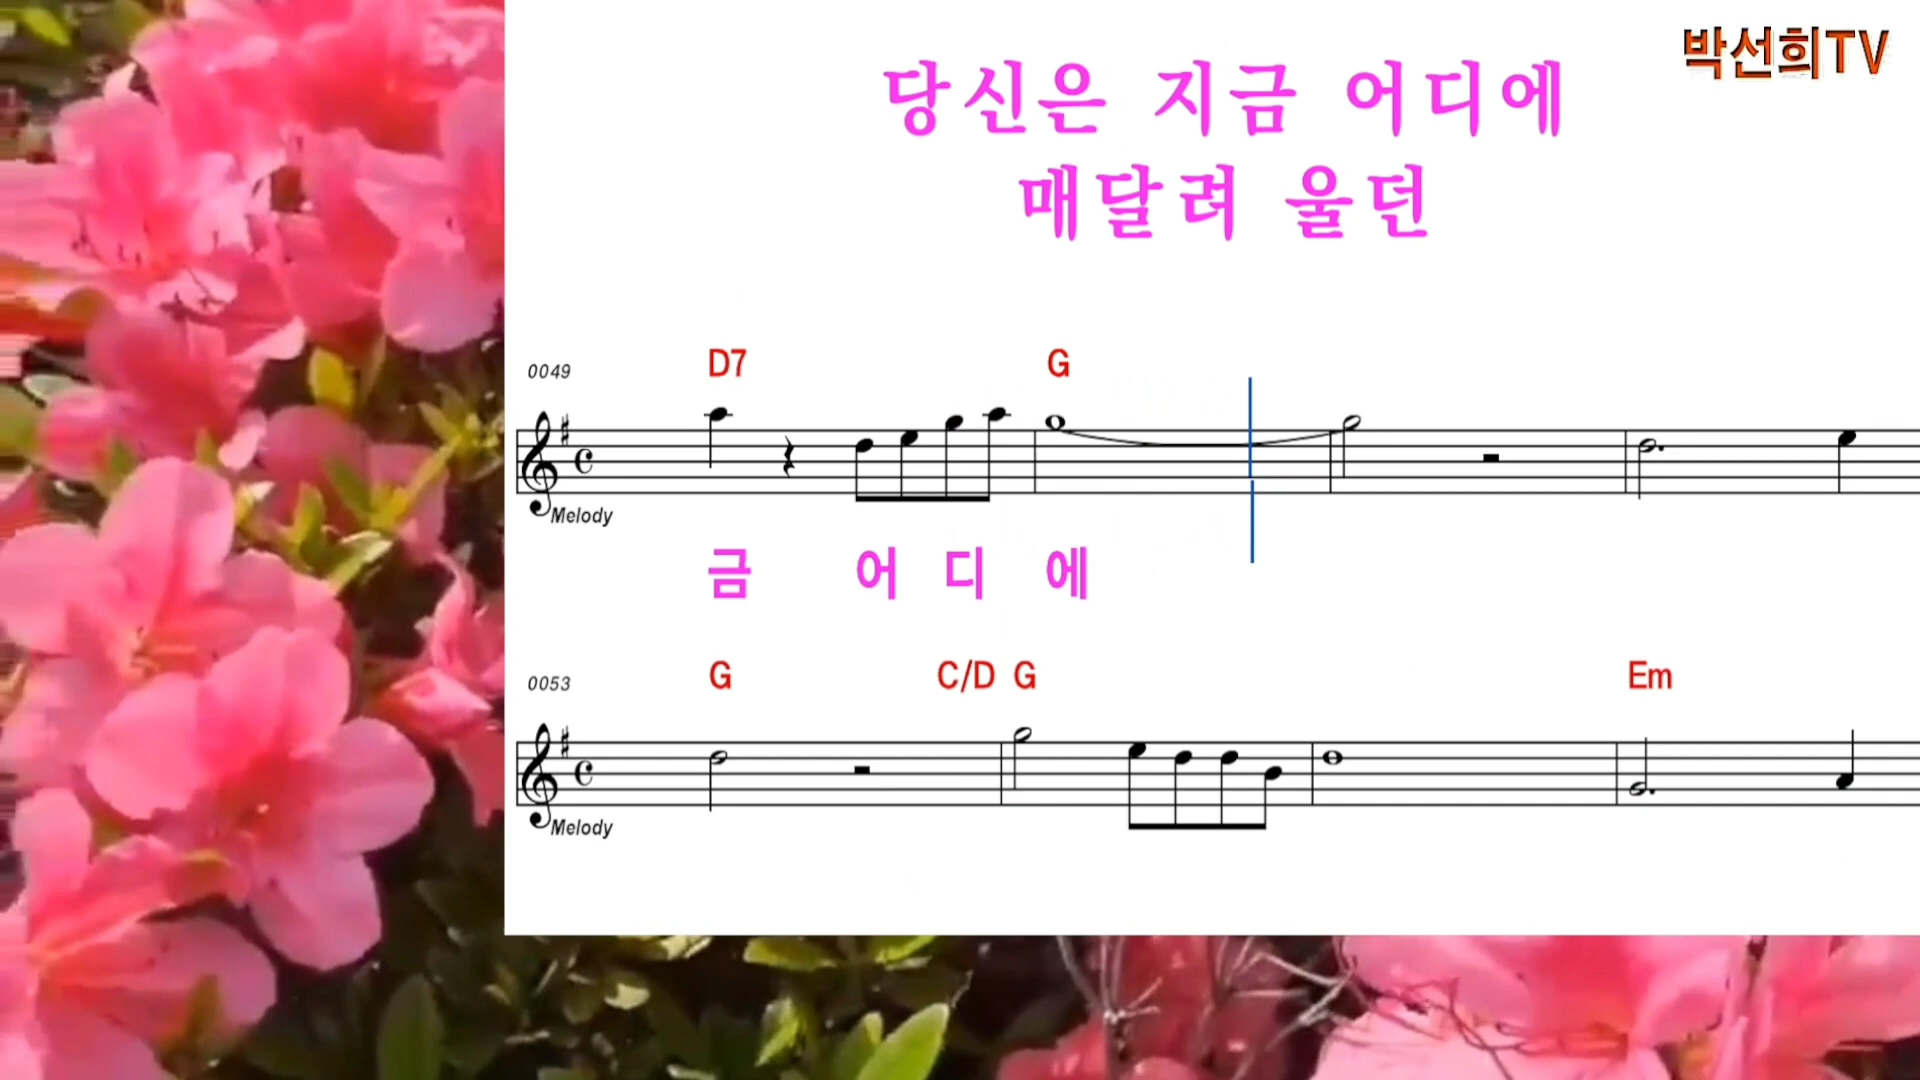 박선희TV
당신은 지금 어디에
매달려 울던
0049 D7 G
Melody
금 어 디 에
0053 G C/D G Em
Melody